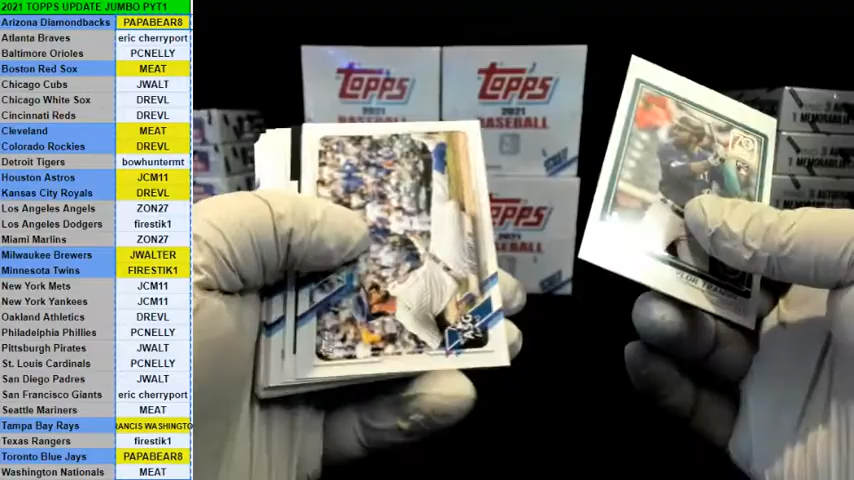 2021 TOPPS UPDATE JUMBO PYT1
Arizona Diamondbacks PAPABEAR8
Atlanta Braves eric cherryport
Baltimore Orioles PCNELLY
Boston Red Sox MEAT
Chicago Cubs JWALT
Chicago White Sox DREVL
Cincinnati Reds DREVL
Cleveland MEAT
Colorado Rockies DREVL
Detroit Tigers bowhuntermt
Houston Astros JCM11
Kansas City Royals DREVL
Los Angeles Angels ZON27
Los Angeles Dodgers firestik1
Miami Marlins ZON27
Milwaukee Brewers JWALTER
Minnesota Twins FIRESTIK1
New York Mets JCM11
New York Yankees JCM11
Oakland Athletics DREVL
Philadelphia Phillies PCNELLY
Pittsburgh Pirates JWALT
St. Louis Cardinals PCNELLY
San Diego Padres JWALT
San Francisco Giants eric cherryport
Seattle Mariners MEAT
Tampa Bay Rays RANCIS WASHINGTO
Texas Rangers firestik1
Toronto Blue Jays PAPABEAR8
Washington Nationals MEAT
TOPPS
2021
BASEBALL
TOPPS
2021
BASEBALL
TOPPS
2021
BASEBALL
ASG